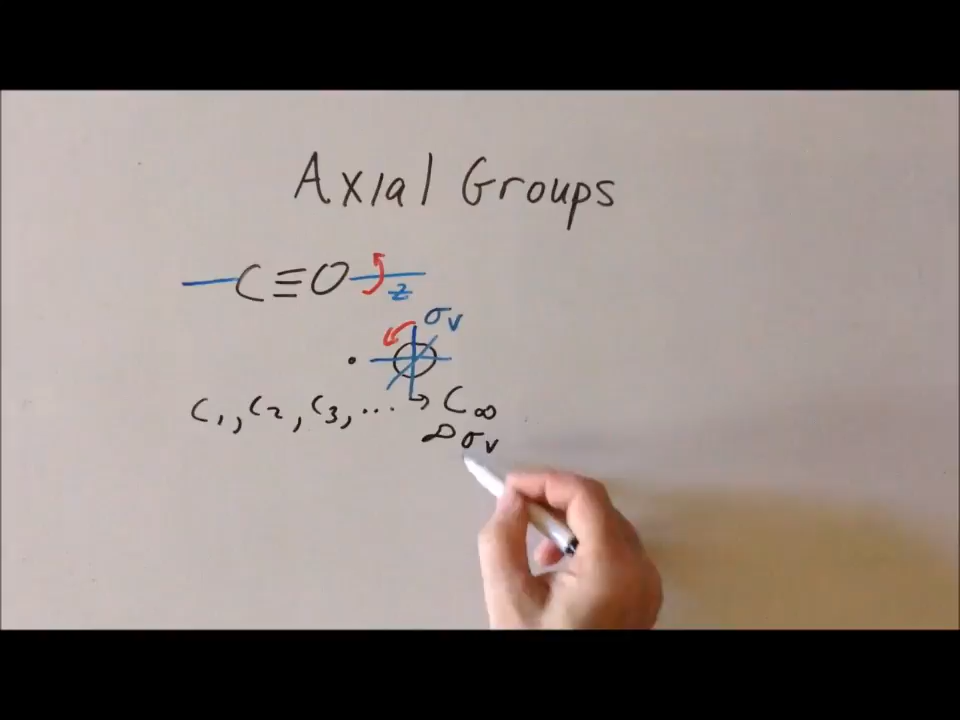 Axial Groups
C≡O z
σv
C1, C2, C3, ... → C∞
∞σv